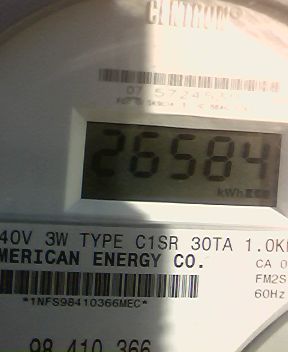 CENTRON®
26584
kWh
40V 3W TYPE C1SR 30TA 1.0K
MERICAN ENERGY CO.
CA 0
FM2S
60Hz
*1NFS98410366MEC*
98 410 366